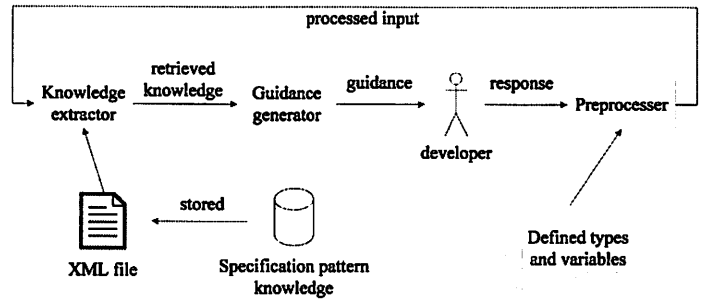 processed input
retrieved
knowledge
guidance
response
Knowledge
extractor
Guidance
generator
Preprocesser
developer
stored
XML file
Specification pattern
knowledge
Defined types
and variables